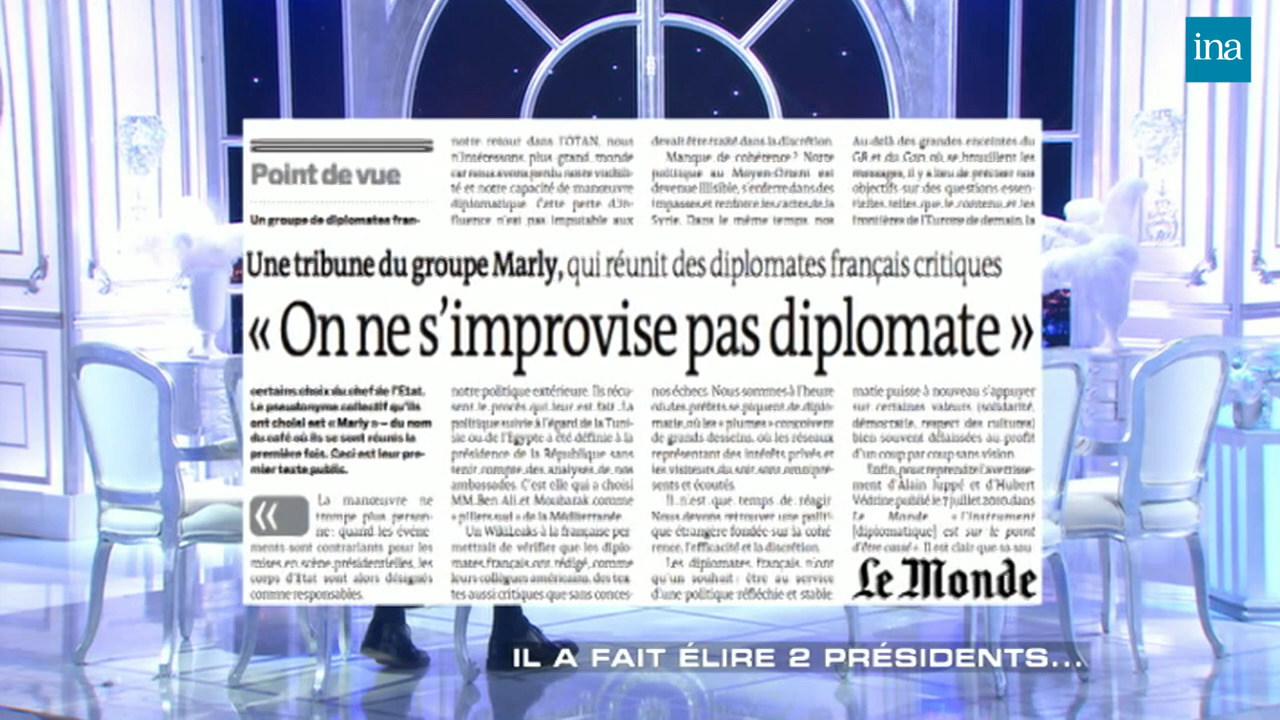 ina
Point de vue
Un groupe de diplomates fran-
notre retour dans l'OTAN, nous
n'intéressons plus grand monde
car nous avons perdu notre visibili-
té et notre capacité de manœuvre
diplomatique. Cette perte d'in-
fluence n'est pas imputable aux
devait être traité dans la discrétion.
Manque de cohérence? Notre
politique au Moyen-Orient est
devenue illisible, s'enferre dans des
impasses et renforce les cartes de la
Syrie. Dans le même temps, nos
Au-delà des grandes enceintes du
G8 et du G20, où se brouillent les
messages, il y a lieu de préciser nos
objectifs sur des questions essen-
tielles, telles que le contenu et les
frontières de l'Europe de demain, la
Une tribune du groupe Marly, qui réunit des diplomates français critiques
« On ne s'improvise pas diplomate »
certains choix du chef de l'Etat.
Le pseudonyme collectif qu'ils
ont choisi est « Marly » – du nom
du café où ils se sont réunis la
première fois. Ceci est leur pre-
mier texte public.
« La manœuvre ne
trompe plus person-
ne : quand les événe-
ments sont contrariants pour les
mises en scène présidentielles, les
corps d'Etat sont alors désignés
comme responsables.
notre politique extérieure. Ils récu-
sent le procès qui leur est fait. La
politique suivie à l'égard de la Tuni-
sie ou de l'Egypte a été définie à la
présidence de la République sans
tenir compte des analyses de nos
ambassades. C'est elle qui a choisi
MM. Ben Ali et Moubarak comme
« piliers sud » de la Méditerranée.
Un WikiLeaks à la française per-
mettrait de vérifier que les diplo-
mates français ont rédigé, comme
leurs collègues américains, des tex-
tes aussi critiques que sans conces-
nos échecs. Nous sommes à l'heure
où des préfets se piquent de diplo-
matie, où les « plumes » conçoivent
de grands desseins, où les réseaux
représentant des intérêts privés et
les visiteurs du soir sont omnipré-
sents et écoutés.
Il n'est que temps de réagir.
Nous devons retrouver une politi-
que étrangère fondée sur la cohé-
rence, l'efficacité et la discrétion.
Les diplomates français n'ont
qu'un souhait : être au service
d'une politique réfléchie et stable
matie puisse à nouveau s'appuyer
sur certaines valeurs (solidarité,
démocratie, respect des cultures)
bien souvent délaissées au profit
d'un coup par coup sans vision.
Enfin, pour reprendre l'avertisse-
ment d'Alain Juppé et d'Hubert
Védrine publié le 7 juillet 2010 dans
Le Monde « l'instrument
[diplomatique] est sur le point
d'être cassé ». Il est clair que sa sau-
Le Monde
IL A FAIT ÉLIRE 2 PRÉSIDENTS...